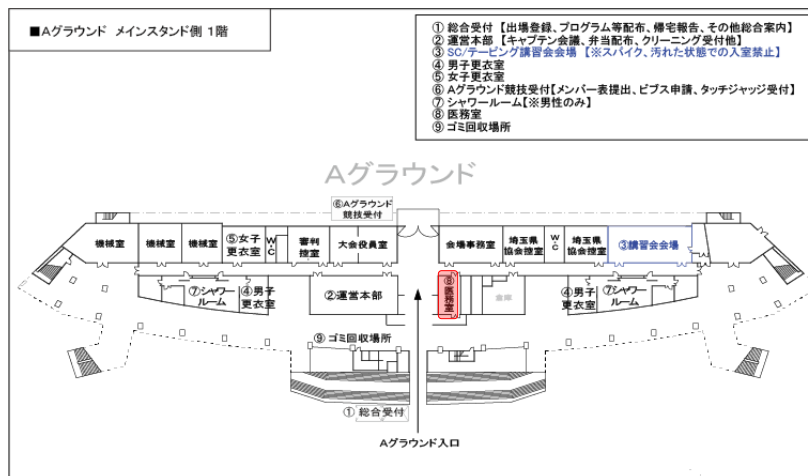 ■Aグラウンド メインスタンド側 1階
① 総合受付 【出場登録、プログラム等配布、帰宅報告、その他総合案内】
② 運営本部 【キャプテン会議、弁当配布、クリーニング受付他】
③ SC/テーピング講習会会場 【※スパイク、汚れた状態での入室禁止】
④ 男子更衣室
⑤ 女子更衣室
⑥ Aグラウンド競技受付【メンバー表提出、ビブス申請、タッチジャッジ受付】
⑦ シャワールーム【※男性のみ】
⑧ 医務室
⑨ ゴミ回収場所
Aグラウンド
⑥Aグラウンド
競技受付
機械室
機械室
機械室
⑤女子
更衣室
W・C
審判
控室
大会役員室
会場事務室
埼玉県
協会控室
W・C
埼玉県
協会控室
③講習会会場
⑦シャワー
ルーム
④男子
更衣室
②運営本部
⑧医務室
倉庫
④男子
更衣室
⑦シャワー
ルーム
⑨ ゴミ回収場所
① 総合受付
Aグラウンド入口